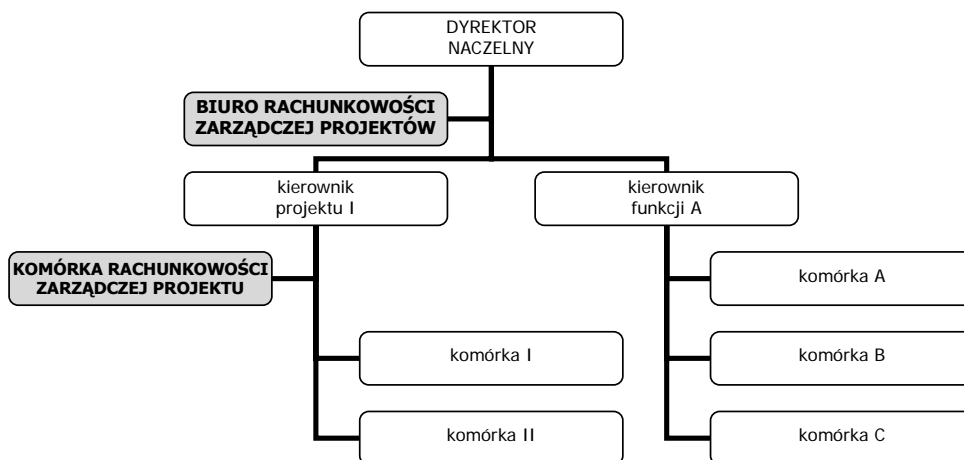 DYREKTOR
NACZELNY
BIURO RACHUNKOWOŚCI
ZARZĄDCZEJ PROJEKTÓW
kierownik
projektu I
kierownik
funkcji A
KOMÓRKA RACHUNKOWOŚCI
ZARZĄDCZEJ PROJEKTU
komórka A
komórka I
komórka B
komórka II
komórka C